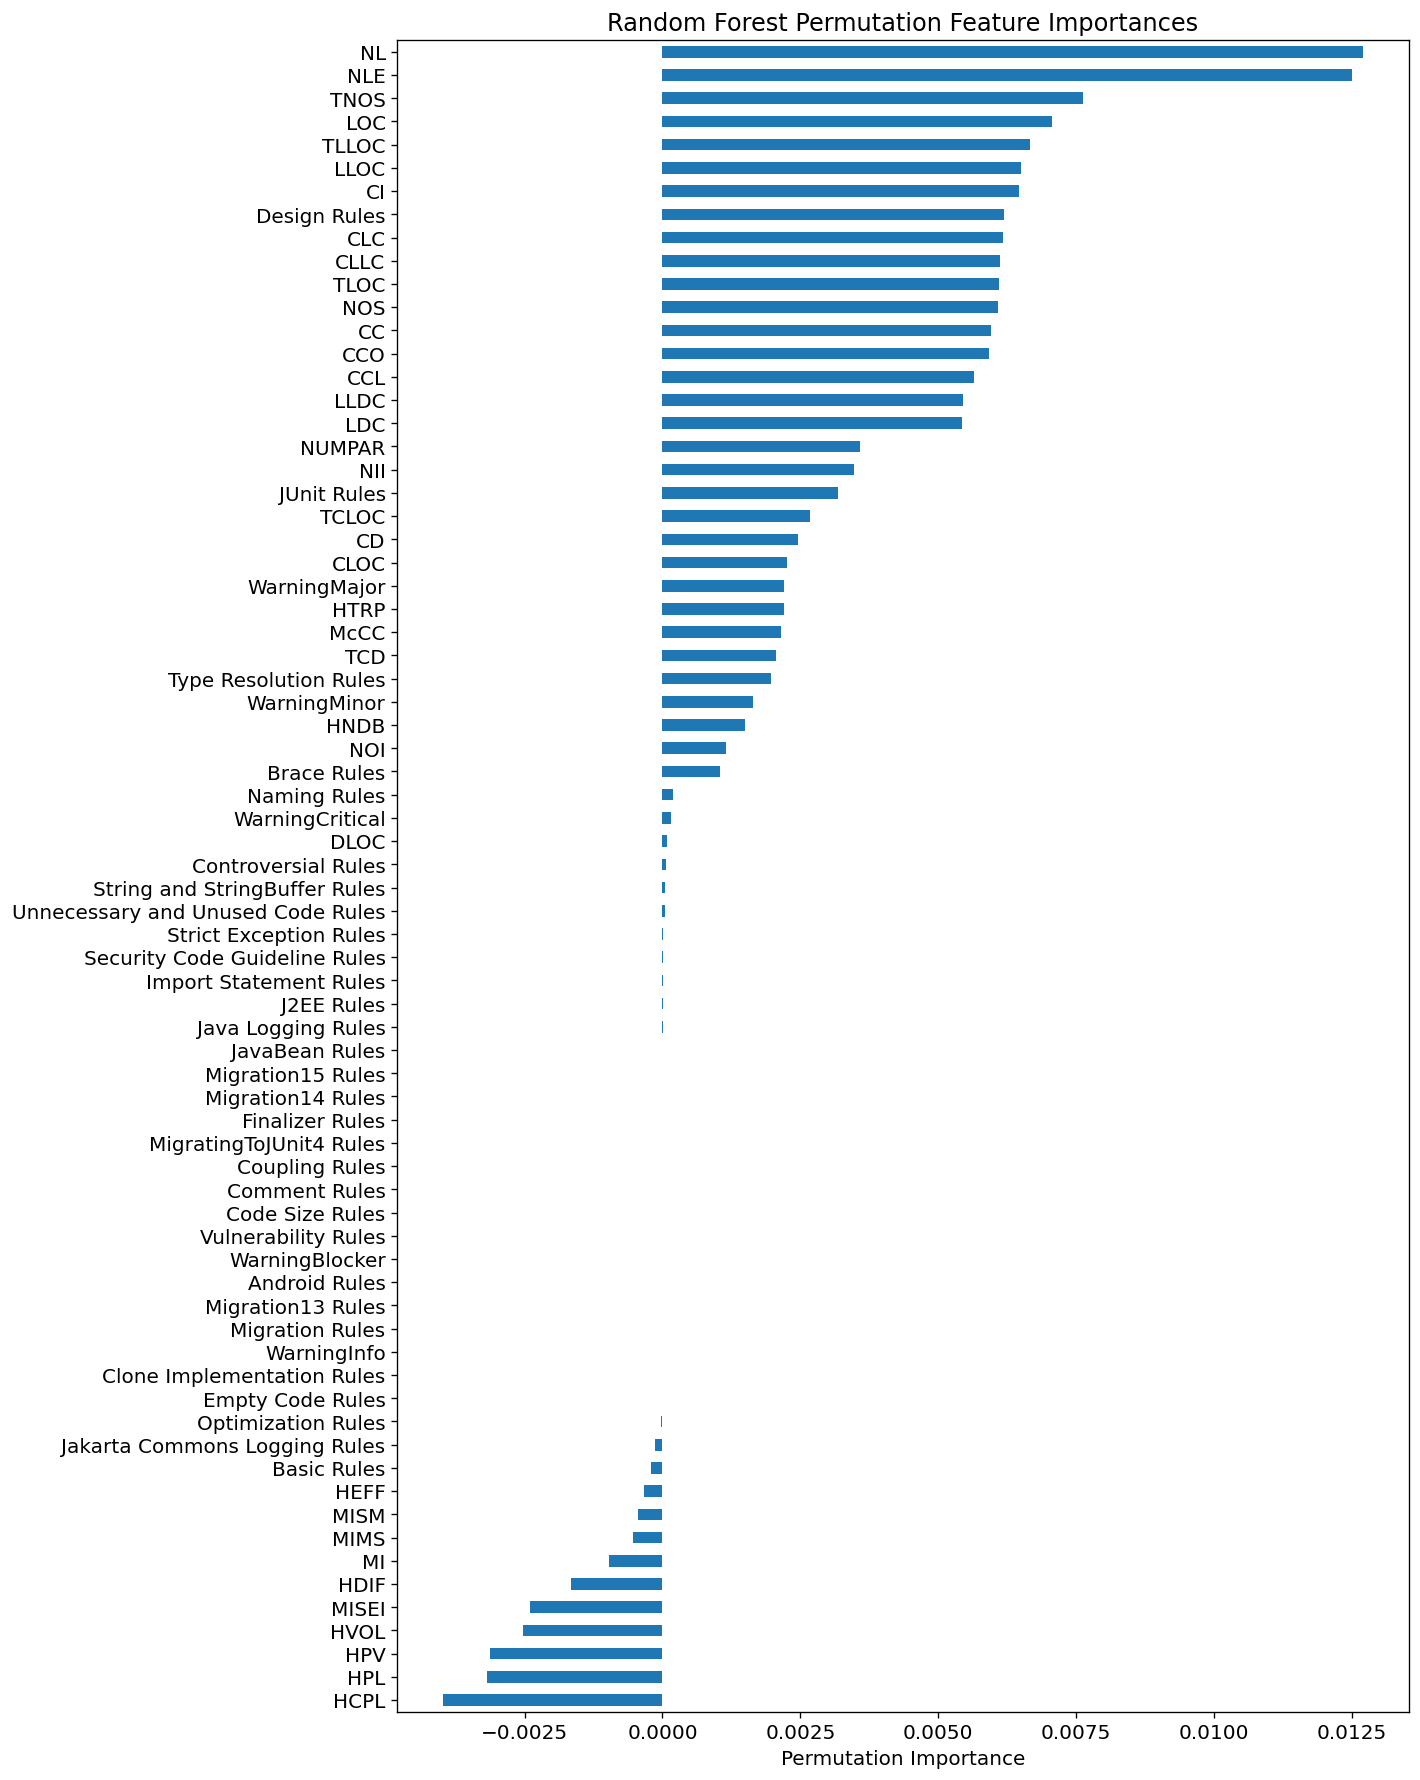 Random Forest Permutation Feature Importances
NL
NLE
TNOS
LOC
TLLOC
LLOC
CI
Design Rules
CLC
CLLC
TLOC
NOS
CC
CCO
CCL
LLDC
LDC
NUMPAR
NII
JUnit Rules
TCLOC
CD
CLOC
WarningMajor
HTRP
McCC
TCD
Type Resolution Rules
WarningMinor
HNDB
NOI
Brace Rules
Naming Rules
WarningCritical
DLOC
Controversial Rules
String and StringBuffer Rules
Unnecessary and Unused Code Rules
Strict Exception Rules
Security Code Guideline Rules
Import Statement Rules
J2EE Rules
Java Logging Rules
JavaBean Rules
Migration15 Rules
Migration14 Rules
Finalizer Rules
MigratingToJUnit4 Rules
Coupling Rules
Comment Rules
Code Size Rules
Vulnerability Rules
WarningBlocker
Android Rules
Migration13 Rules
Migration Rules
WarningInfo
Clone Implementation Rules
Empty Code Rules
Optimization Rules
Jakarta Commons Logging Rules
Basic Rules
HEFF
MISM
MIMS
MI
HDIF
MISEI
HVOL
HPV
HPL
HCPL
−0.0025 0.0000 0.0025 0.0050 0.0075 0.0100 0.0125
Permutation Importance